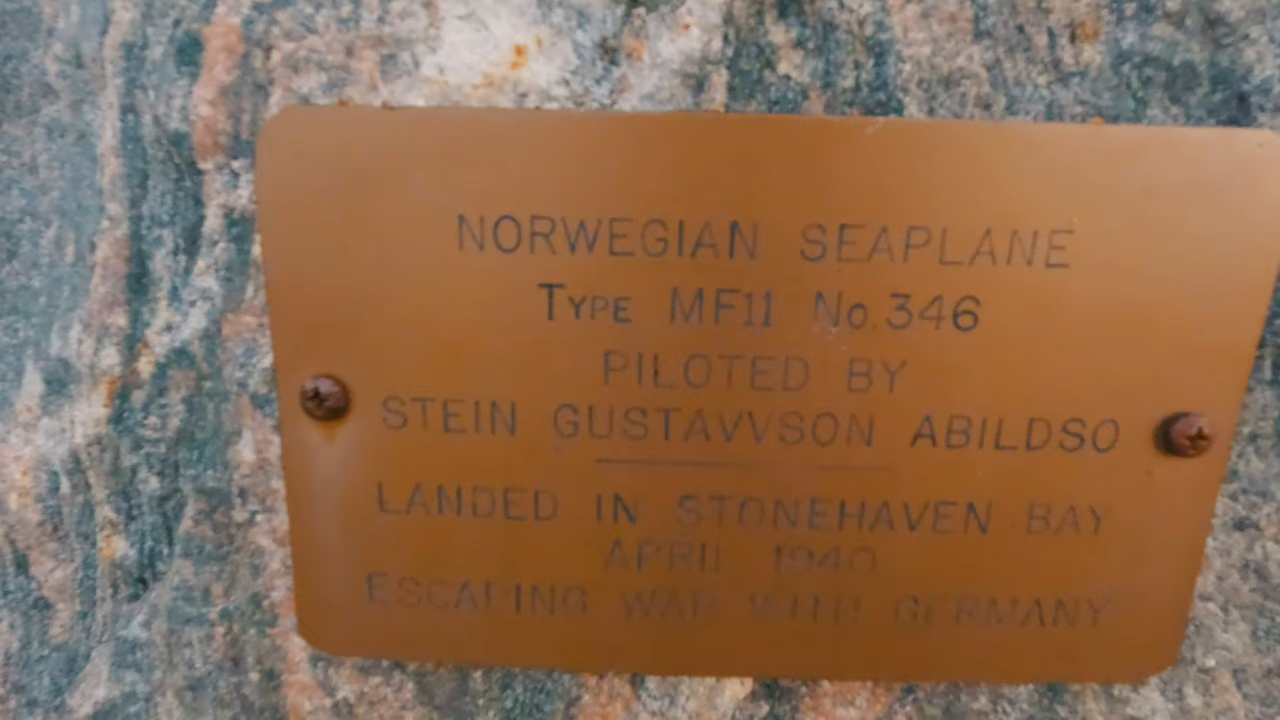 NORWEGIAN SEAPLANE
TYPE MF11 No.346
PILOTED BY
STEIN GUSTAVVSON ABILDSO
LANDED IN STONEHAVEN BAY
APRIL 1940
ESCAPING WAR WITH GERMANY